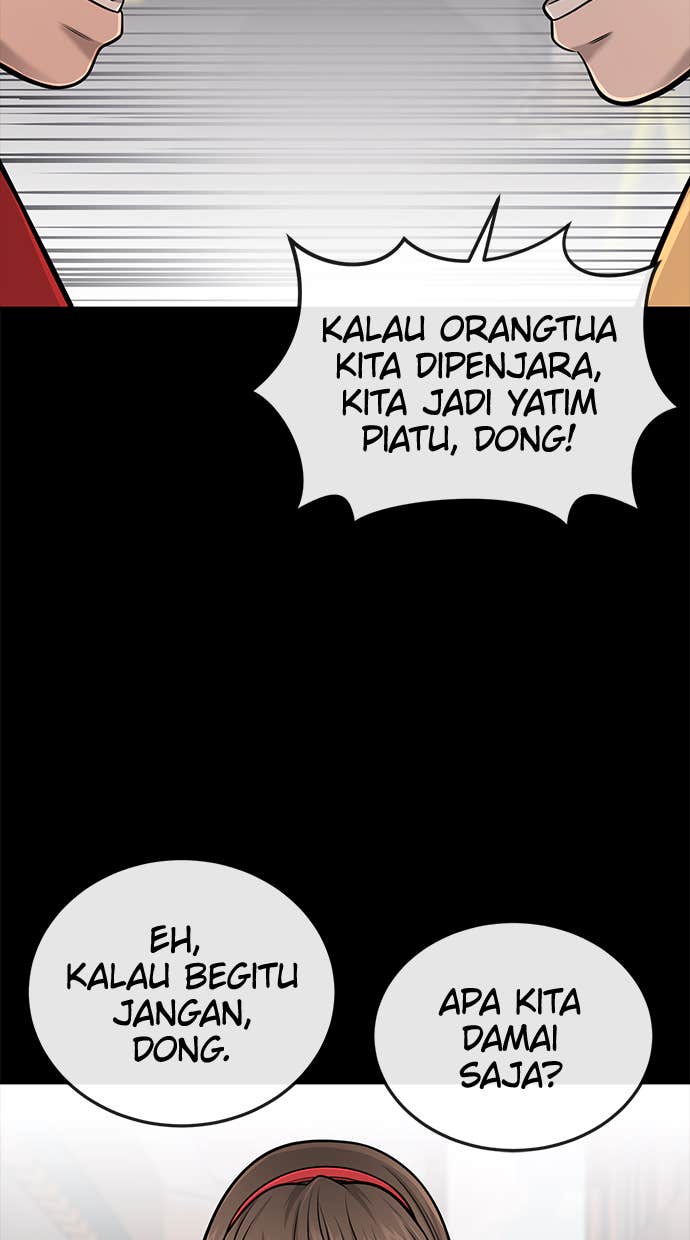 KALAU ORANGTUA
KITA DIPENJARA,
KITA JADI YATIM
PIATU, DONG!
EH,
KALAU BEGITU
JANGAN,
DONG.
APA KITA
DAMAI
SAJA?